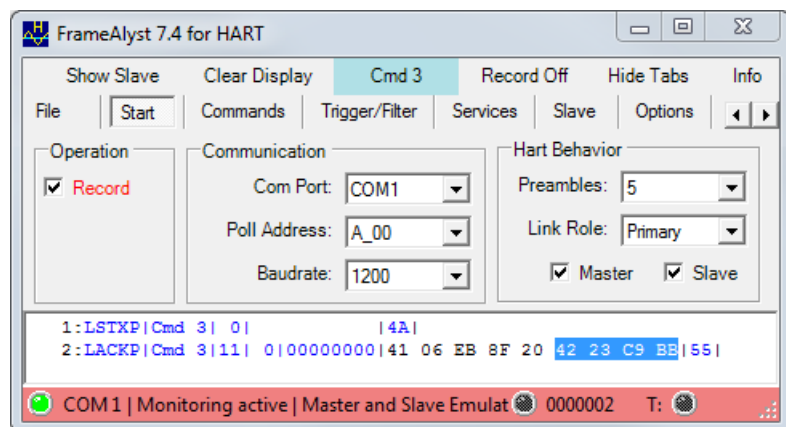 FrameAlyst 7.4 for HART
Show Slave Clear Display Cmd 3 Record Off Hide Tabs Info
File Start Commands Trigger/Filter Services Slave Options
Operation
Record
Communication
Com Port: COM1
Poll Address: A_00
Baudrate: 1200
Hart Behavior
Preambles: 5
Link Role: Primary
Master Slave
1:LSTXP|Cmd 3| 0| |4A|
2:LACKP|Cmd 3|11| 0|00000000|41 06 EB 8F 20 42 23 C9 BB|55|
COM1 | Monitoring active | Master and Slave Emulat 0000002 T: